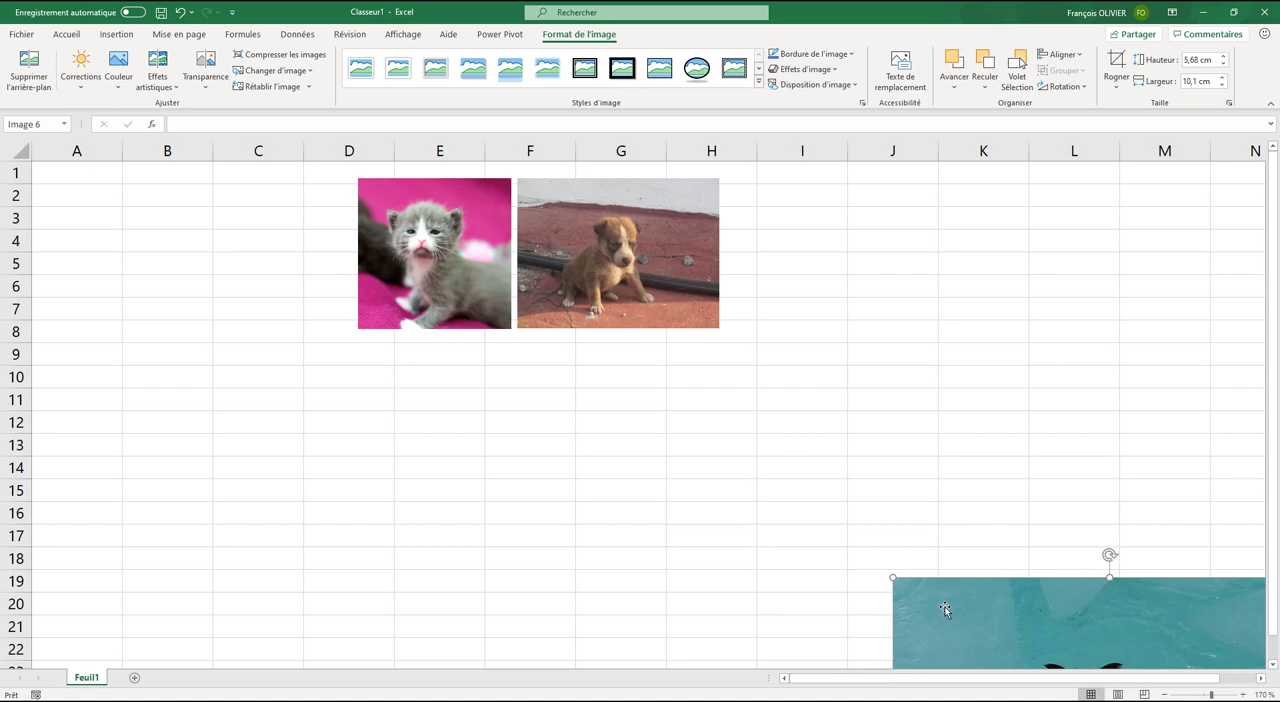 Enregistrement automatique Classeur1 - Excel Rechercher François OLIVIER FO
Fichier Accueil Insertion Mise en page Formules Données Révision Affichage Aide Power Pivot Format de l'image Partager Commentaires
Supprimer l'arrière-plan
Corrections
Couleur
Effets artistiques
Transparence
Compresser les images
Changer d'image
Rétablir l'image
Bordure de l'image
Effets d'image
Disposition d'image
Texte de remplacement
Avancer
Reculer
Volet Sélection
Aligner
Grouper
Rotation
Rogner
Hauteur : 5,68 cm
Largeur : 10,1 cm
Ajuster Styles d'image Accessibilité Organiser Taille
Image 6 fx
A B C D E F G H I J K L M N
1
2
3
4
5
6
7
8
9
10
11
12
13
14
15
16
17
18
19
20
21
22
Feuil1
Prêt 170 %